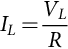 I_L = V_L / R